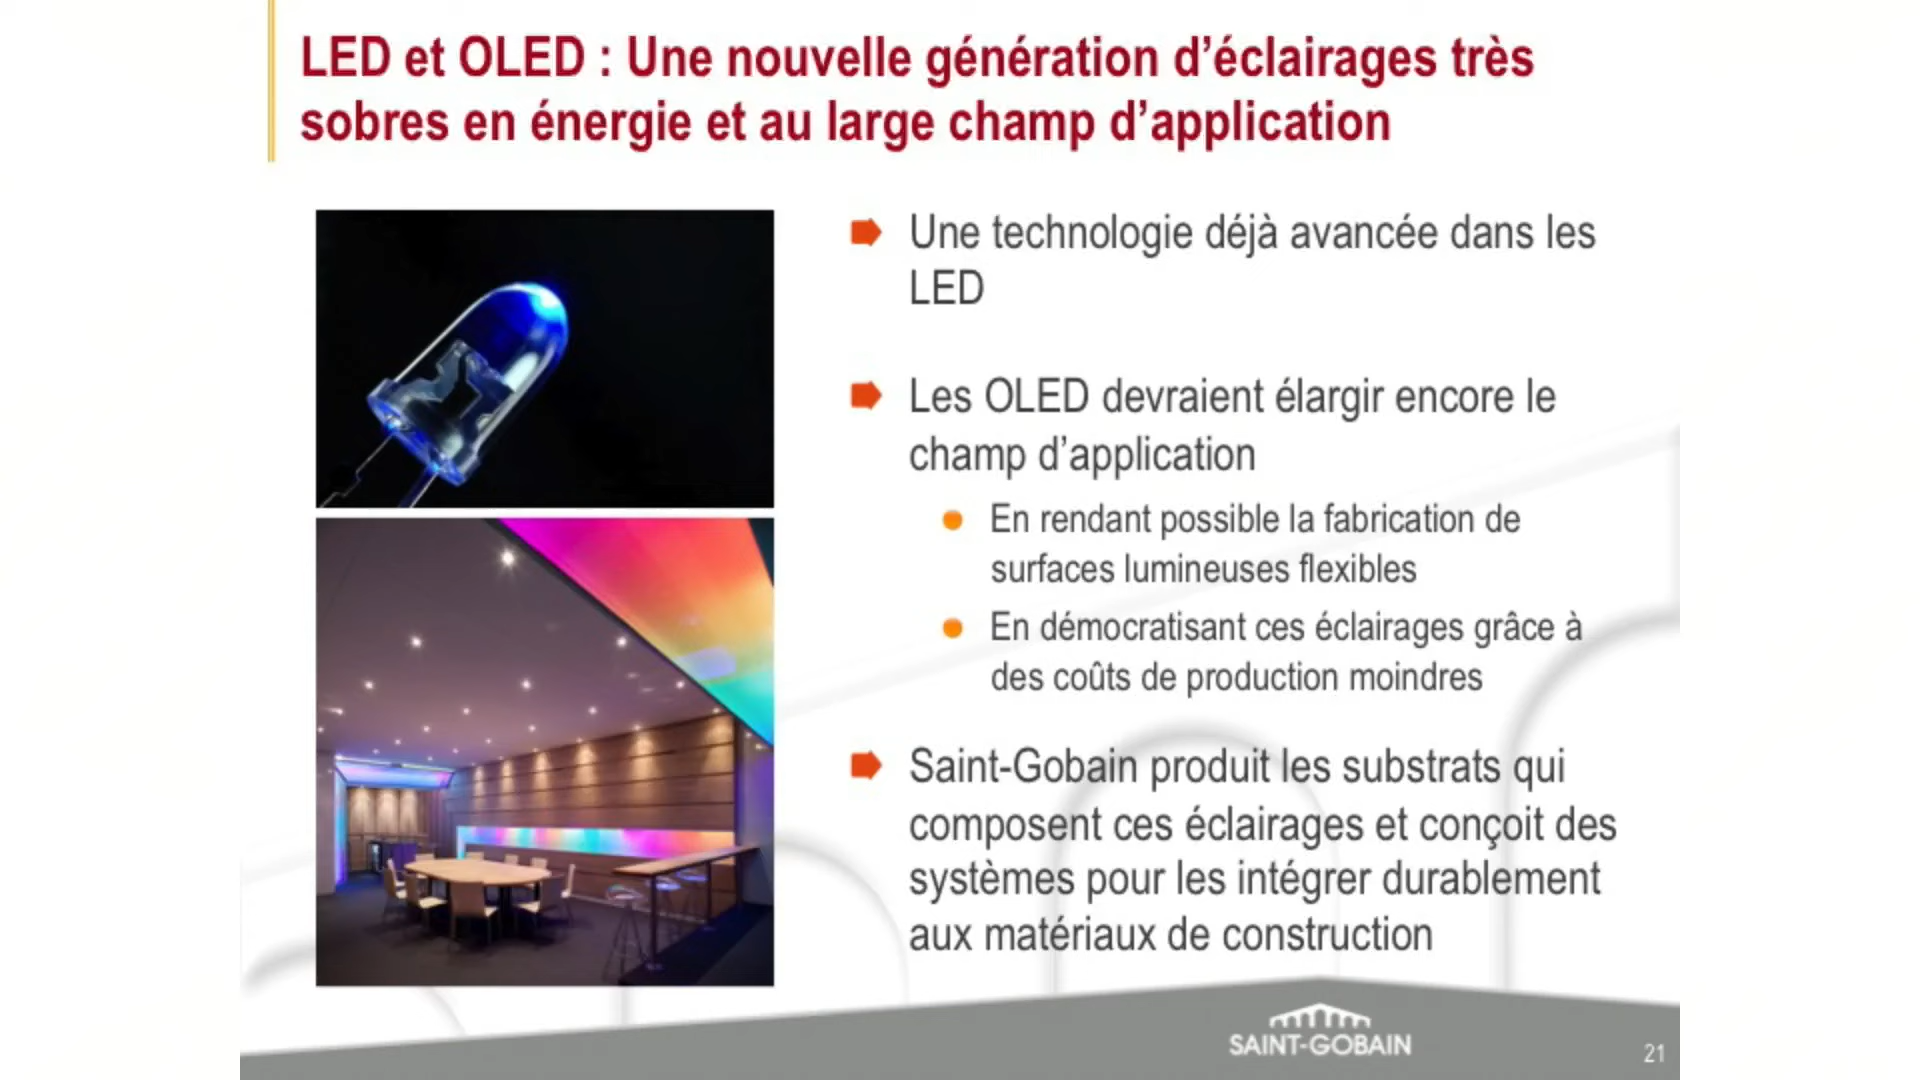 LED et OLED : Une nouvelle génération d’éclairages très
sobres en énergie et au large champ d’application
Une technologie déjà avancée dans les
LED
Les OLED devraient élargir encore le
champ d’application
En rendant possible la fabrication de
surfaces lumineuses flexibles
En démocratisant ces éclairages grâce à
des coûts de production moindres
Saint-Gobain produit les substrats qui
composent ces éclairages et conçoit des
systèmes pour les intégrer durablement
aux matériaux de construction
SAINT-GOBAIN
21